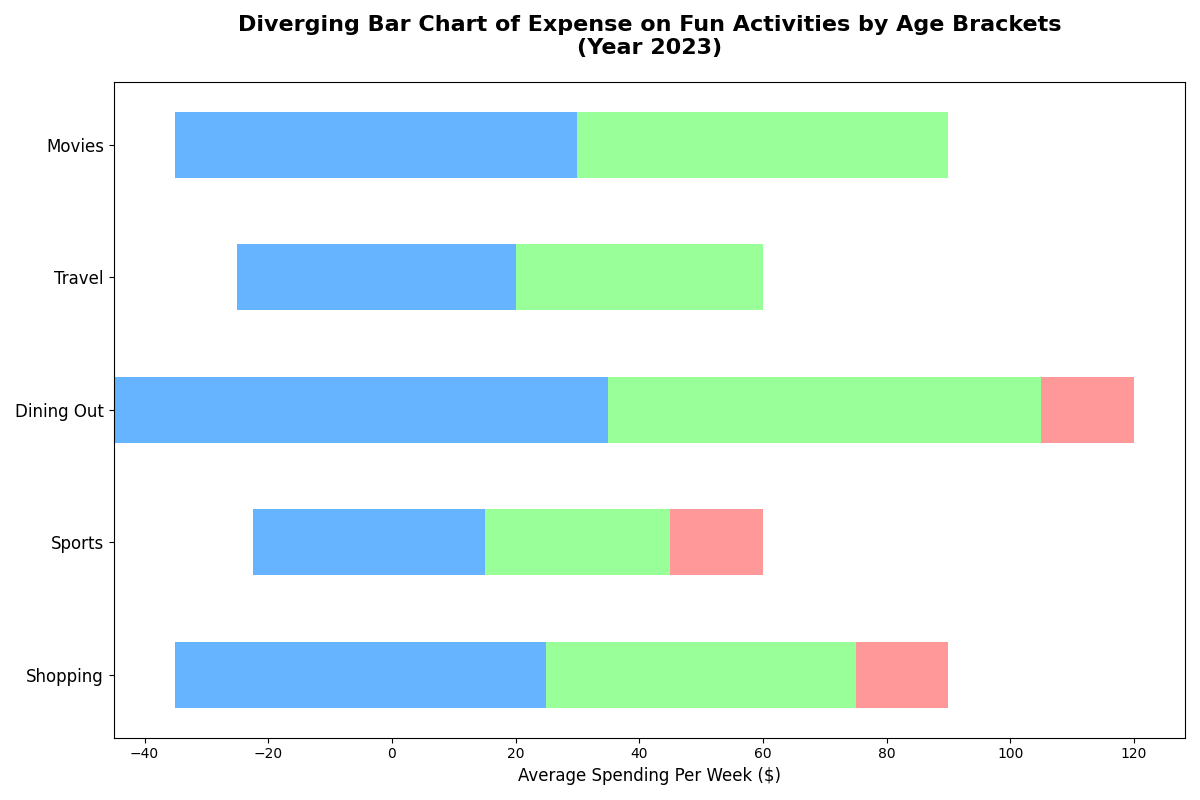 Diverging Bar Chart of Expense on Fun Activities by Age Brackets
(Year 2023)
Movies
Travel
Dining Out
Sports
Shopping
−40 −20 0 20 40 60 80 100 120
Average Spending Per Week ($)